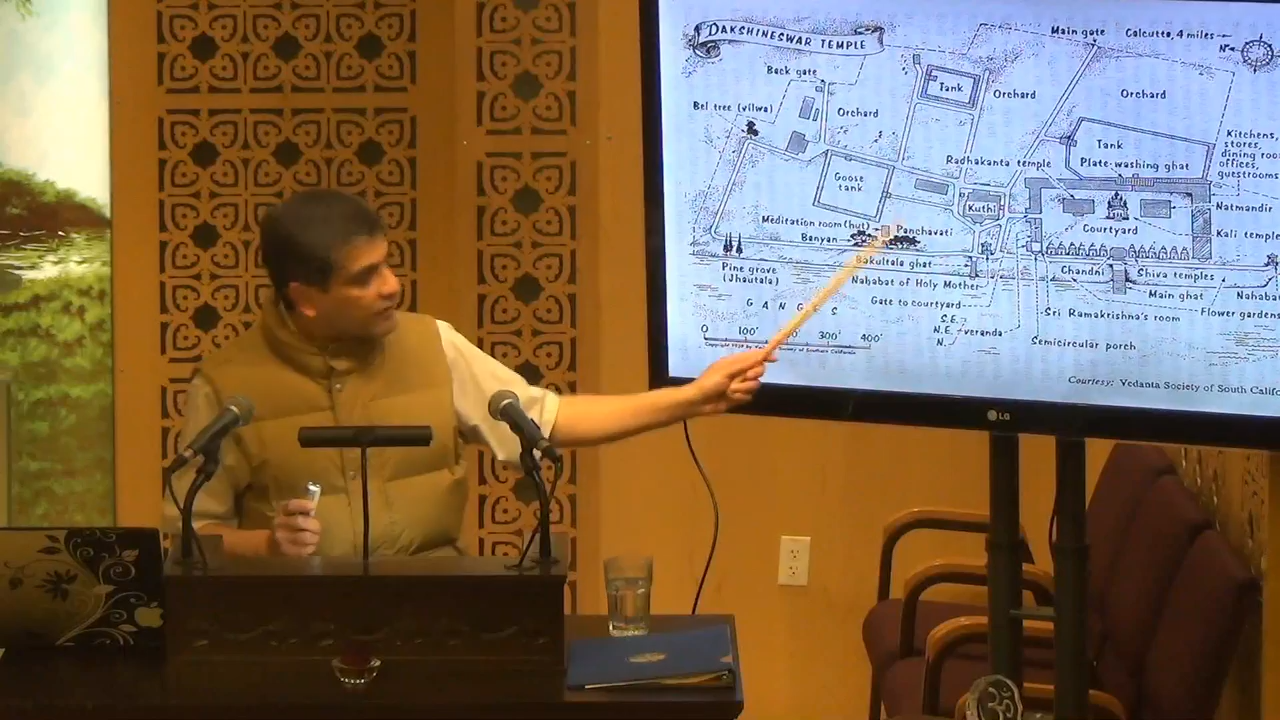 DAKSHINESWAR TEMPLE
Main gate
Calcutta, 4 miles
N
Back gate
Tank
Bel tree (vilwa)
Orchard
Orchard
Orchard
Kitchens
stores,
dining
offices,
guestrooms
Tank
Plate-washing ghat
Radhakanta temple
Goose
tank
Kuthi
Natmandir
Meditation room (hut)
Panchavati
Courtyard
Kali temple
Banyan
Bakultala ghat
Pine grove
(Jhautala)
Nahabat of Holy Mother
Chandni
Shiva temples
Main ghat
GANGES
Gate to courtyard
Flower gardens
S.E.
N.E. veranda
N.
Sri Ramakrishna's room
Semicircular porch
0 100' 300' 400'
Courtesy: Vedanta Society of South
LG